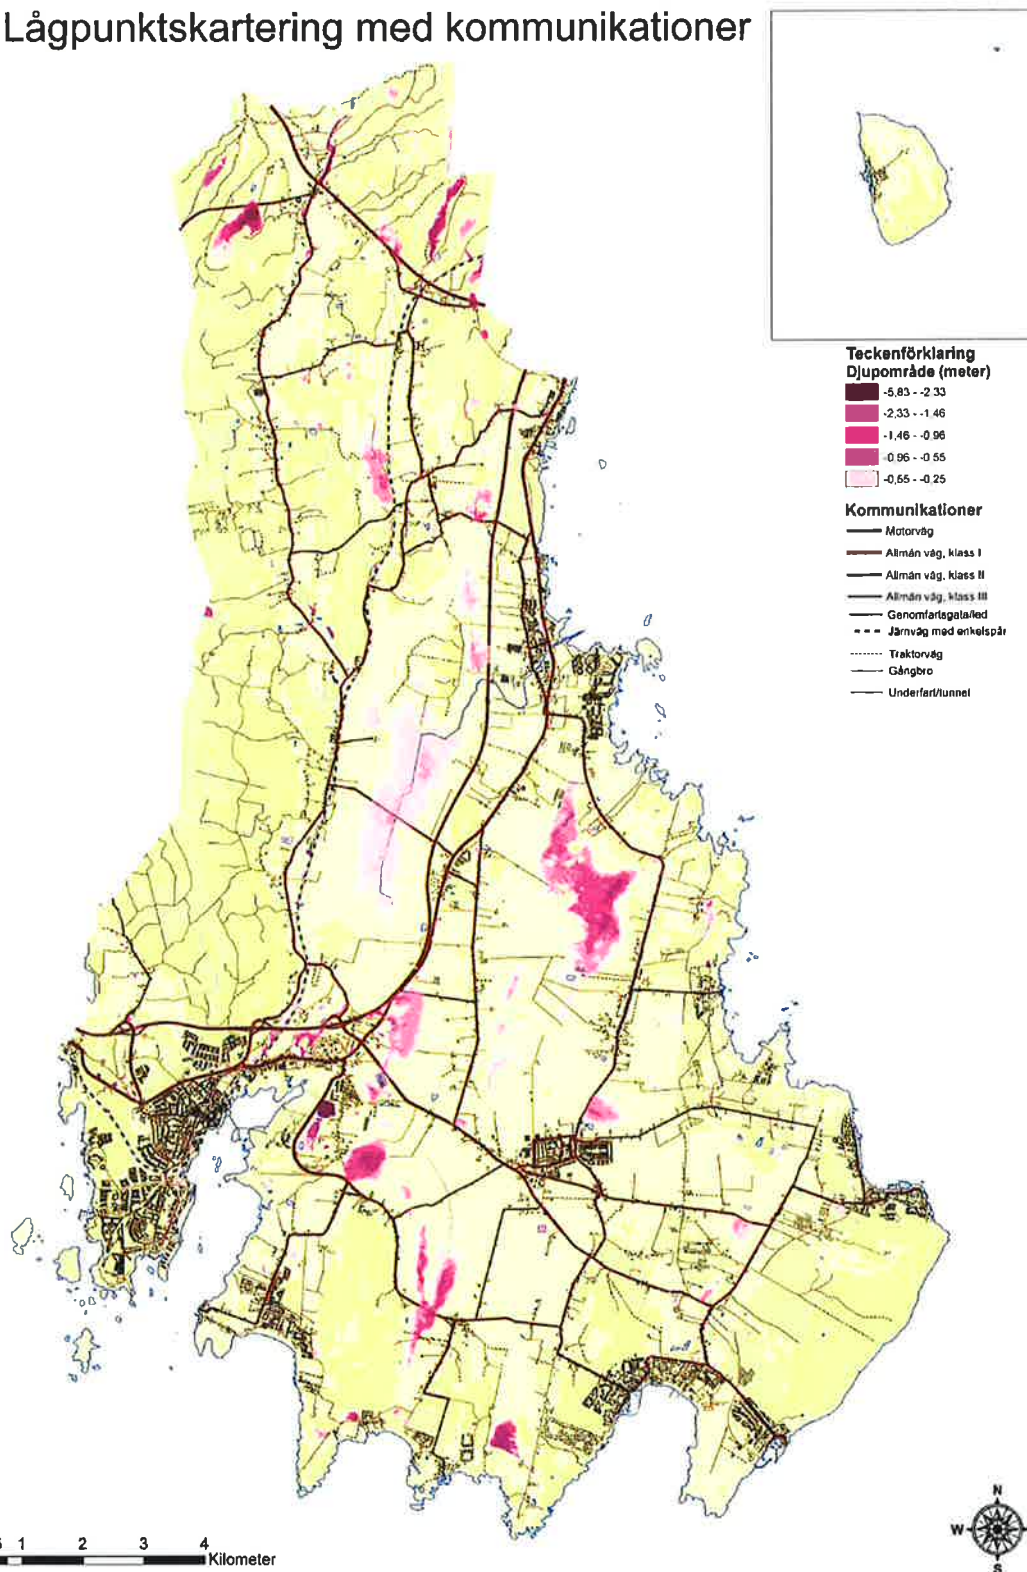 Lågpunktskartering med kommunikationer
Teckenförklaring
Djupområde (meter)
-5,83 - -2.33
-2,33 - -1.46
-1,46 - -0,96
-0,96 - -0,55
-0,55 - -0,25
Kommunikationer
Motorväg
Allmän väg, klass I
Allmän väg, klass II
Allmän väg, klass III
Genomfartsgata/led
Järnväg med enkelspår
Traktorväg
Gångbro
Underfart/tunnel
1 2 3 4
Kilometer
N
W
S